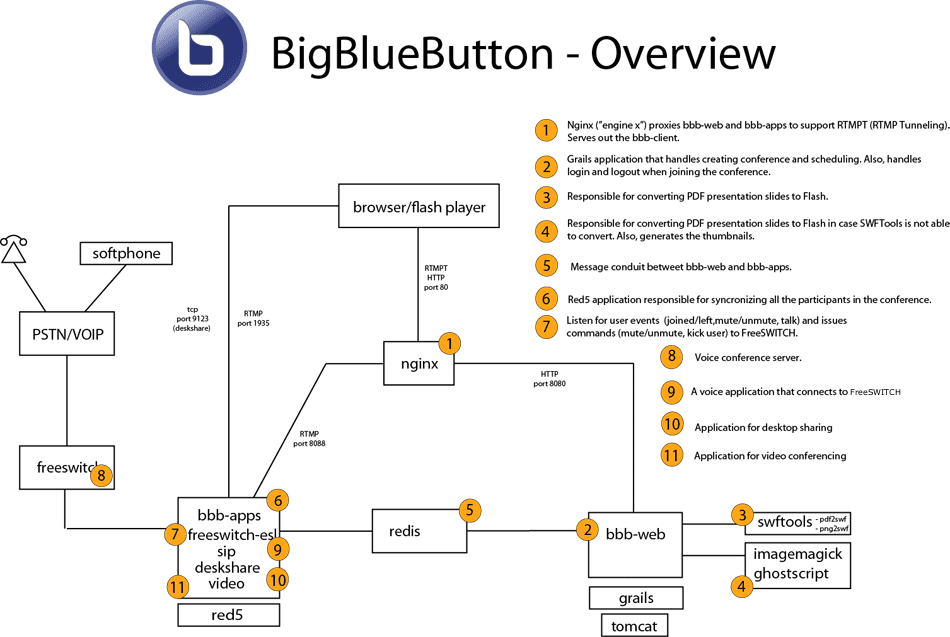 BigBlueButton - Overview
1
Nginx ("engine x") proxies bbb-web and bbb-apps to support RTMPT (RTMP Tunneling).
Serves out the bbb-client.
2
Grails application that handles creating conference and scheduling. Also, handles
login and logout when joining the conference.
3
Responsible for converting PDF presentation slides to Flash.
4
Responsible for converting PDF presentation slides to Flash in case SWFTools is not able
to convert. Also, generates the thumbnails.
5
Message conduit betweet bbb-web and bbb-apps.
6
Red5 application responsible for syncronizing all the participants in the conference.
7
Listen for user events (joined/left,mute/unmute, talk) and issues
commands (mute/unmute, kick user) to FreeSWITCH.
8
Voice conference server.
9
A voice application that connects to FreeSWITCH
10
Application for desktop sharing
11
Application for video conferencing
browser/flash player
softphone
RTMPT
HTTP
port 80
tcp
port 9123
(deskshare)
RTMP
port 1935
PSTN/VOIP
nginx
1
HTTP
port 8080
RTMP
port 8088
freeswitch
8
bbb-apps
freeswitch-esl
sip
deskshare
video
6
7
9
10
11
red5
redis
5
2
bbb-web
grails
tomcat
3
swftools
- pdf2swf
- png2swf
imagemagick
ghostscript
4